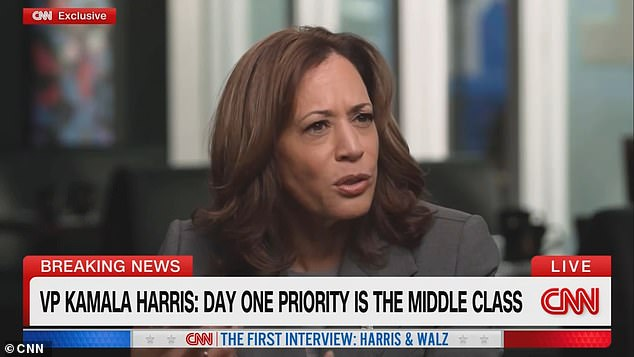 CNN Exclusive
BREAKING NEWS
LIVE
VP KAMALA HARRIS: DAY ONE PRIORITY IS THE MIDDLE CLASS
CNN
CNN THE FIRST INTERVIEW: HARRIS & WALZ
© CNN